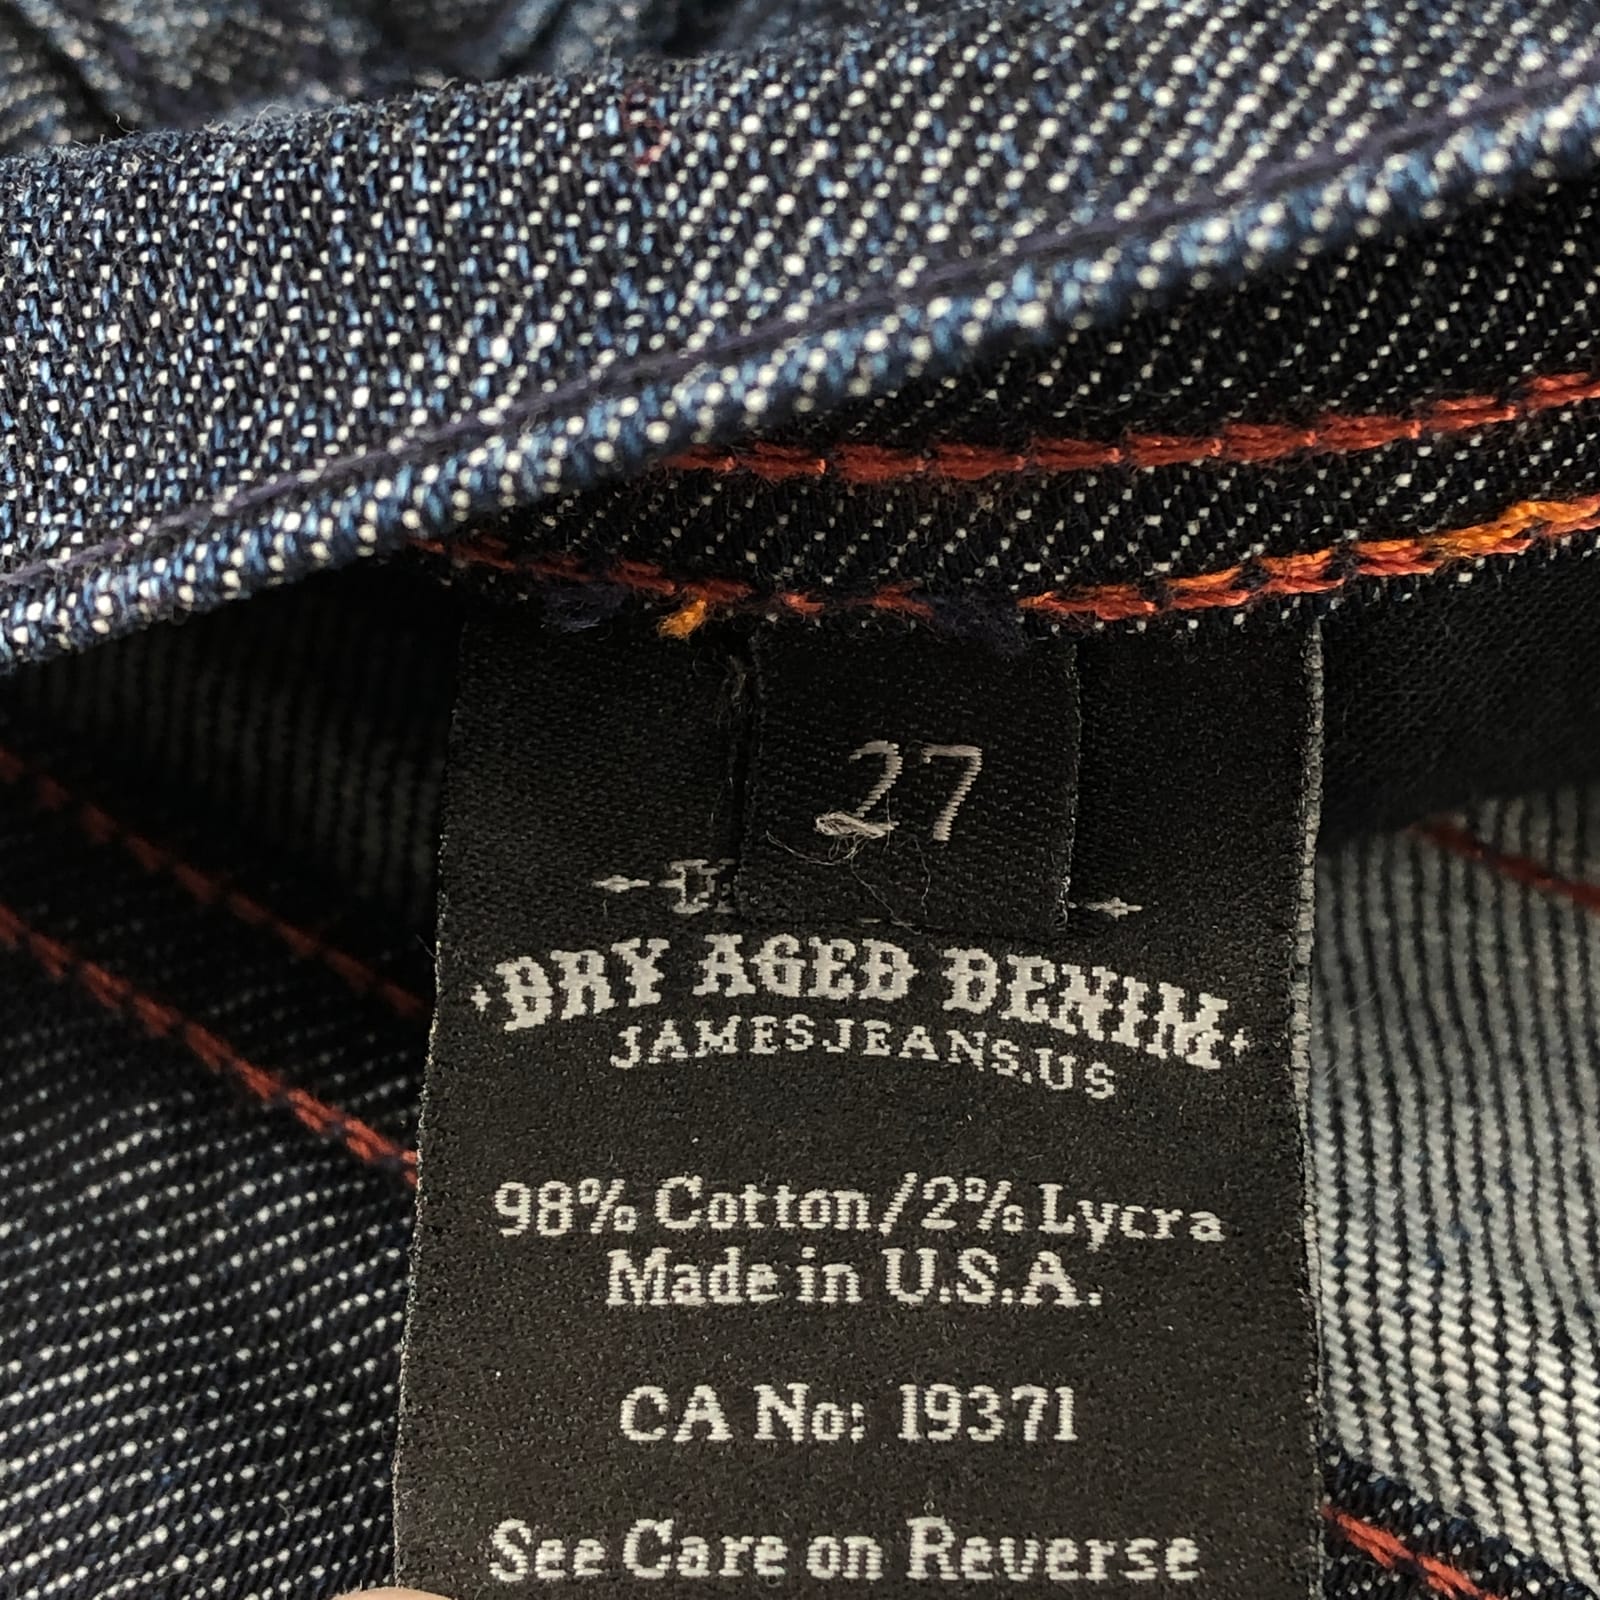 27
DRY AGED DENIM
JAMESJEANS.US
98% Cotton/2% Lycra
Made in U.S.A.
CA No: 19371
See Care on Reverse